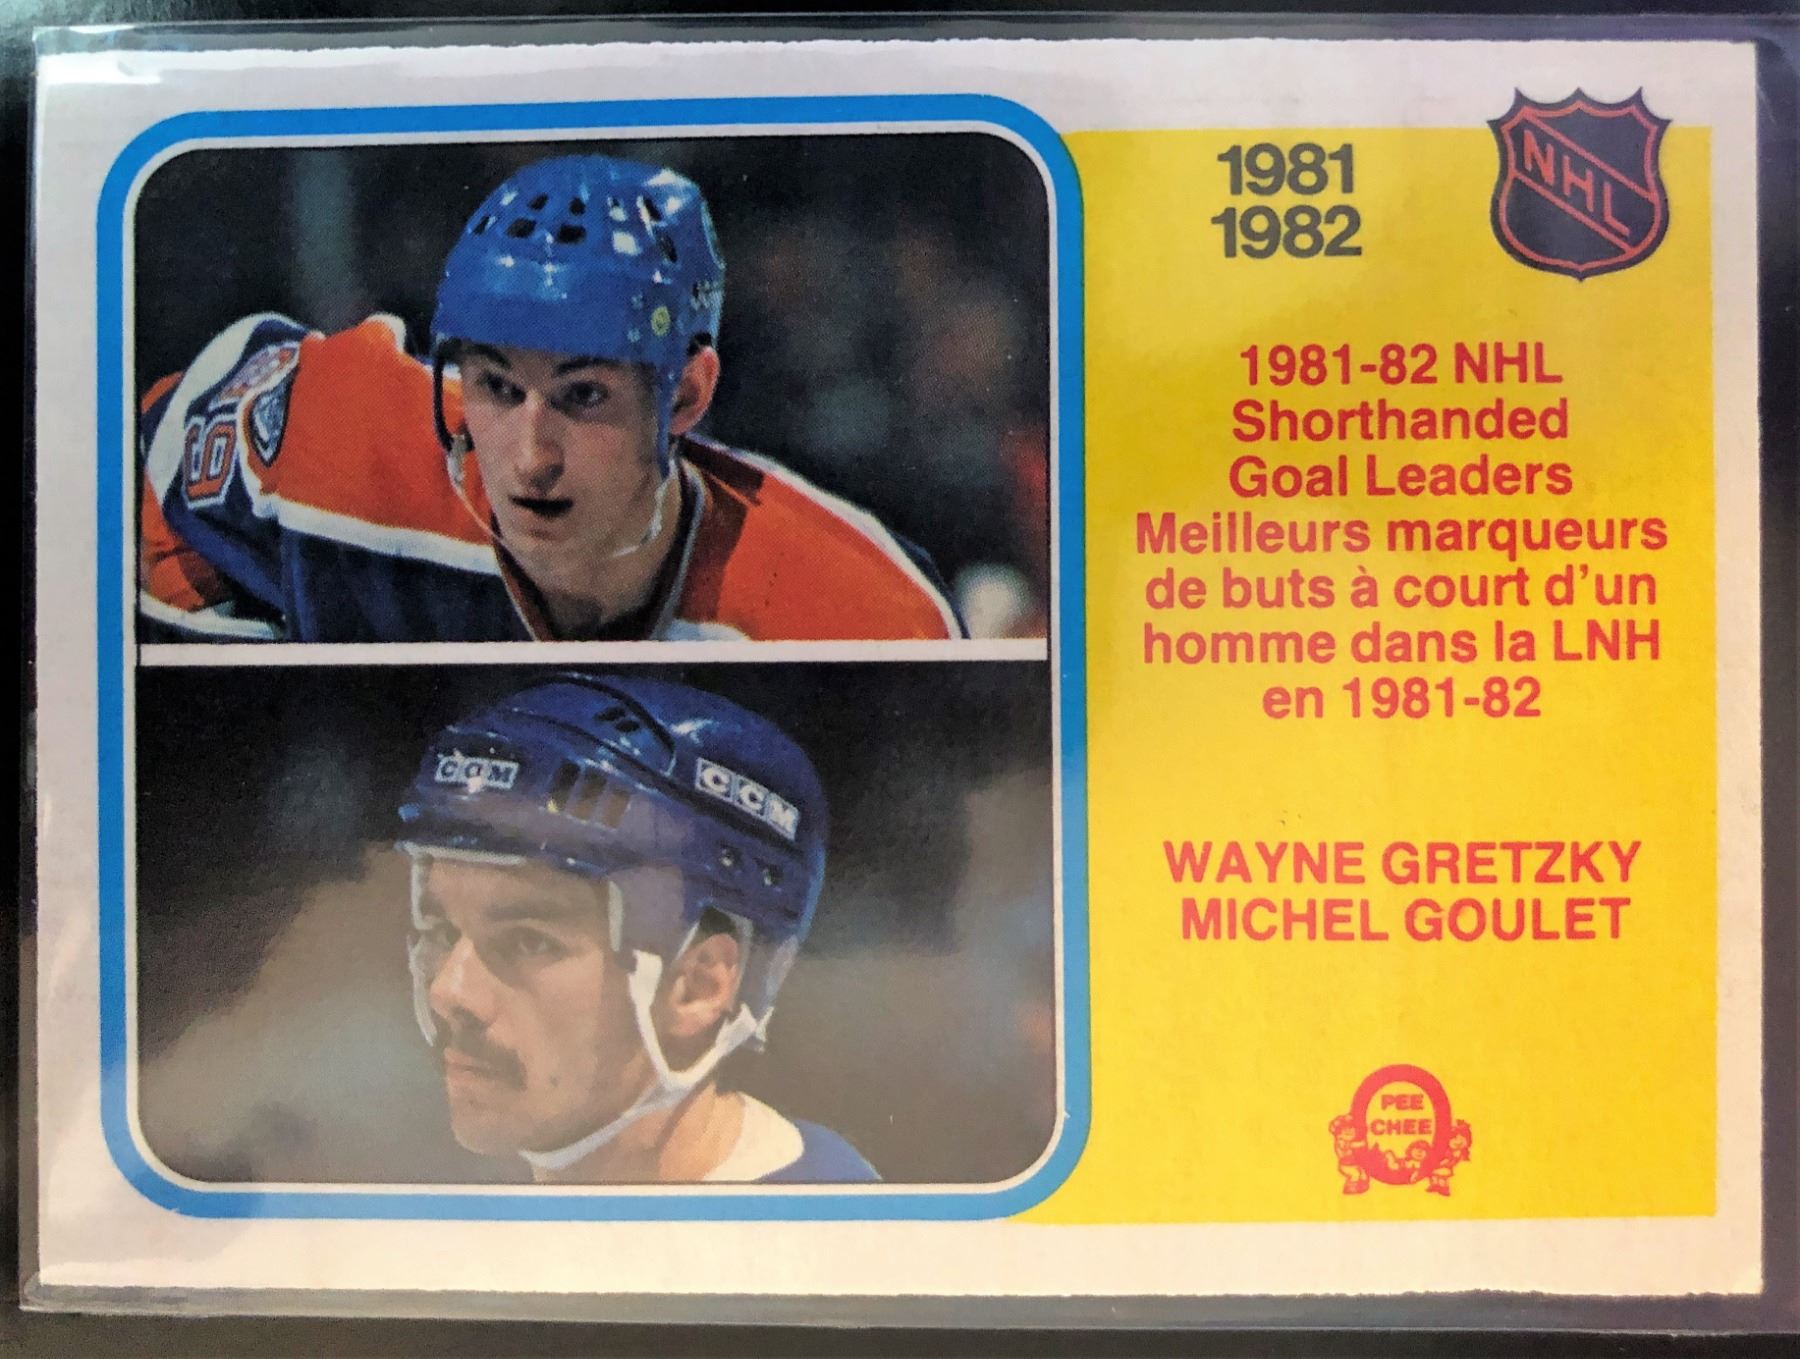 1981
1982
NHL
1981-82 NHL
Shorthanded
Goal Leaders
Meilleurs marqueurs
de buts à court d'un
homme dans la LNH
en 1981-82
WAYNE GRETZKY
MICHEL GOULET
PEE
CHEE
CCM
CCM